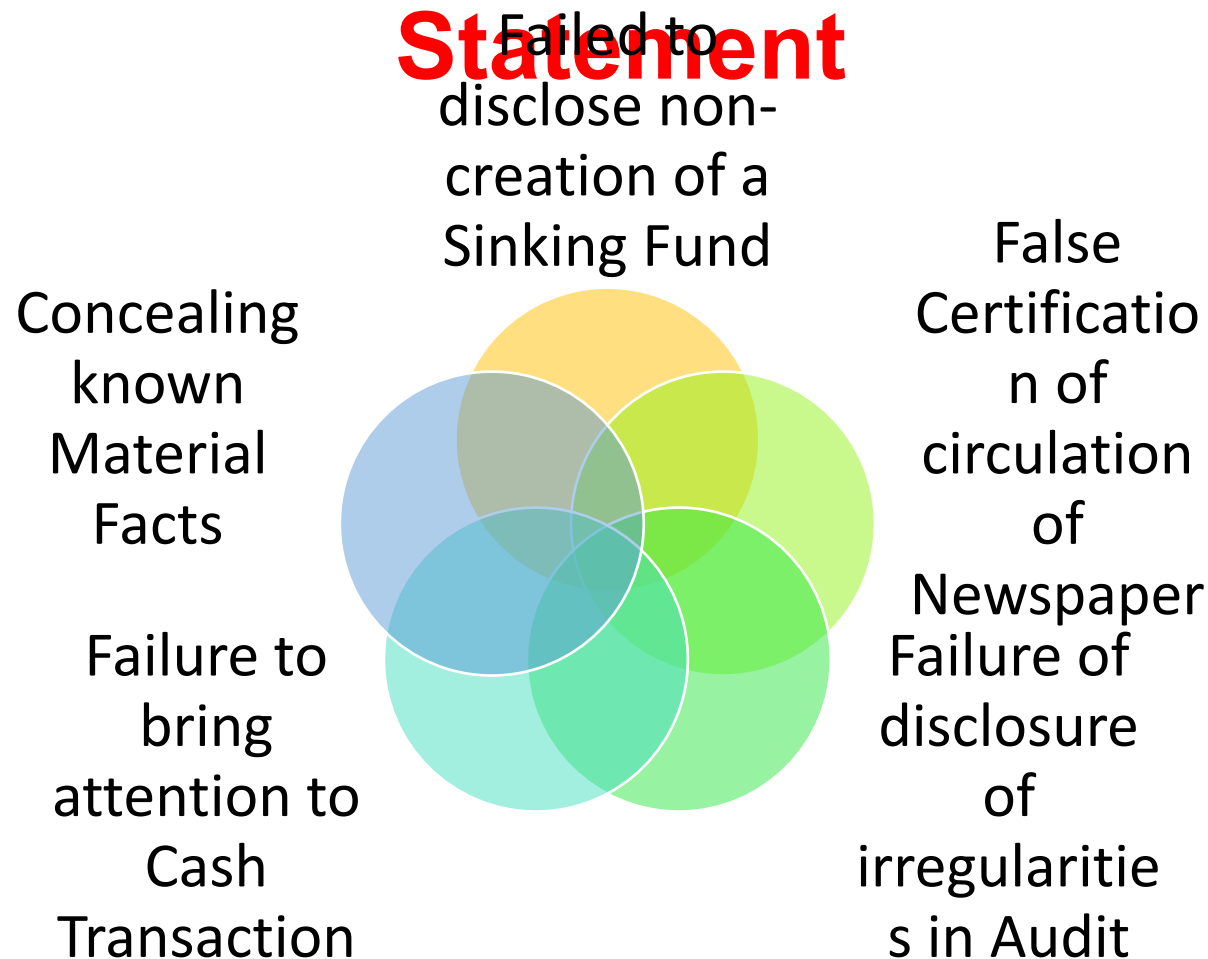 Statement
Failed to
disclose non-
creation of a
Sinking Fund
False
Certificatio
n of
circulation
of
Newspaper
Failure of
disclosure
of
irregularitie
s in Audit
Failure to
bring
attention to
Cash
Transaction
Concealing
known
Material
Facts